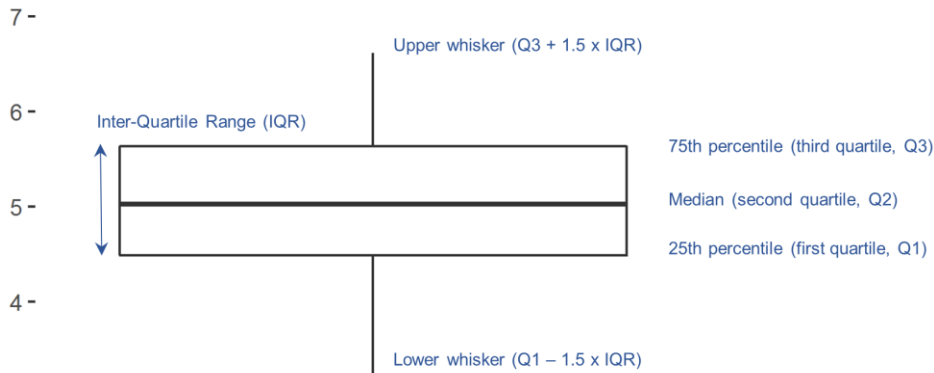 7
Upper whisker (Q3 + 1.5 x IQR)
6
Inter-Quartile Range (IQR)
75th percentile (third quartile, Q3)
5
Median (second quartile, Q2)
25th percentile (first quartile, Q1)
4
Lower whisker (Q1 – 1.5 x IQR)